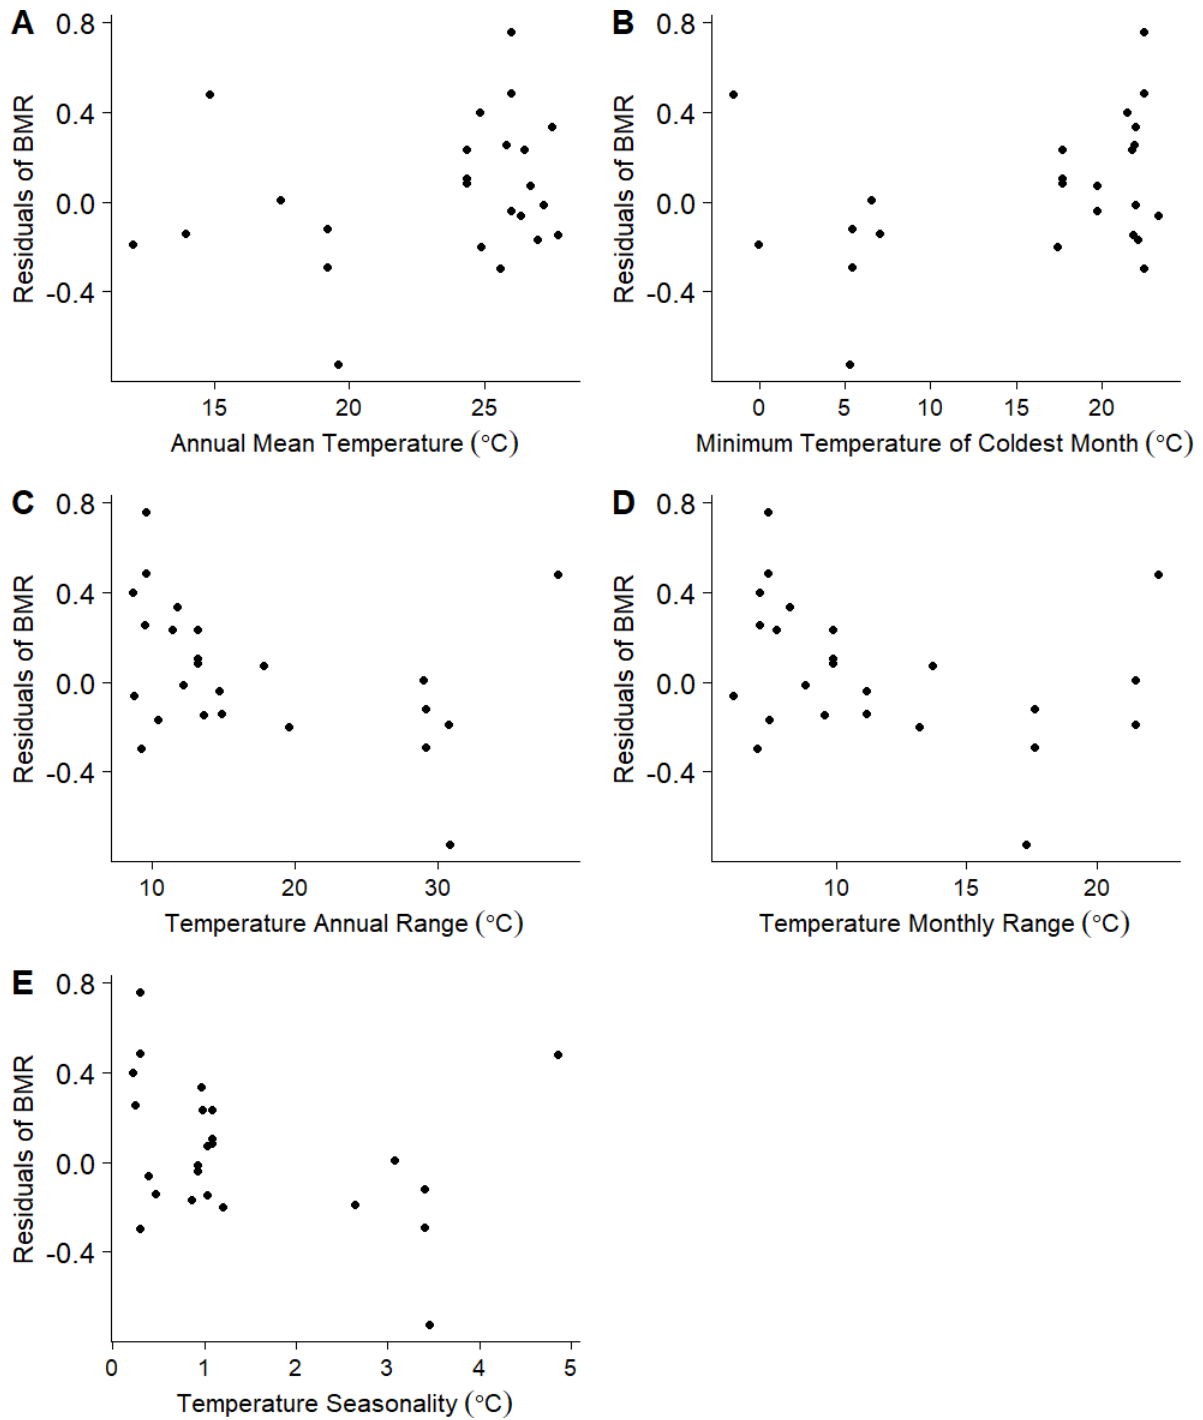 A
B
0.8
0.4
0.0
-0.4
Residuals of BMR
15 20 25
Annual Mean Temperature (°C)
0.8
0.4
0.0
-0.4
Residuals of BMR
0 5 10 15 20
Minimum Temperature of Coldest Month (°C)
C
D
0.8
0.4
0.0
-0.4
Residuals of BMR
10 20 30
Temperature Annual Range (°C)
0.8
0.4
0.0
-0.4
Residuals of BMR
10 15 20
Temperature Monthly Range (°C)
E
0.8
0.4
0.0
-0.4
Residuals of BMR
0 1 2 3 4 5
Temperature Seasonality (°C)